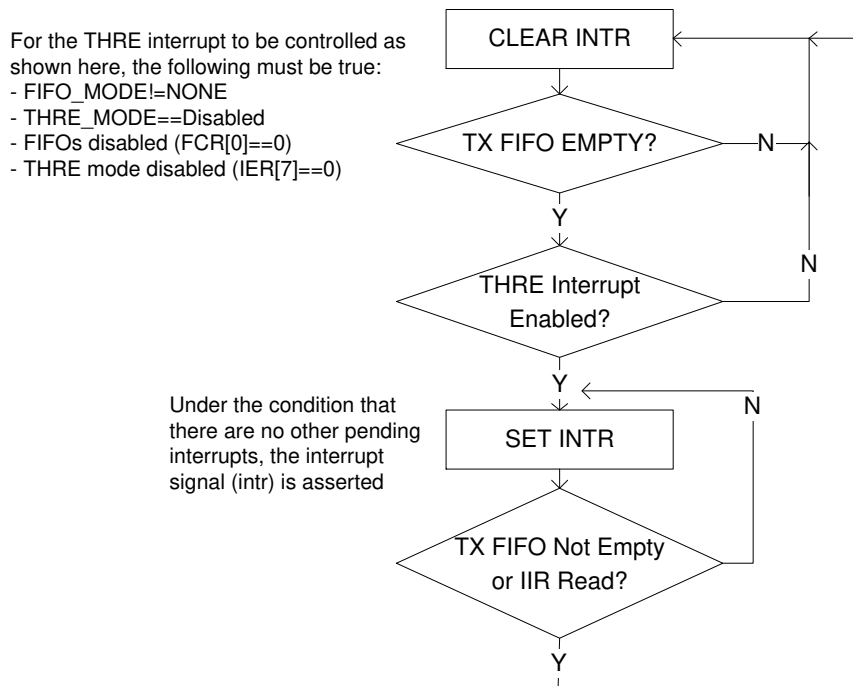 For the THRE interrupt to be controlled as
shown here, the following must be true:
- FIFO_MODE!=NONE
- THRE_MODE==Disabled
- FIFOs disabled (FCR[0]==0)
- THRE mode disabled (IER[7]==0)
CLEAR INTR
TX FIFO EMPTY?
N
Y
THRE Interrupt
Enabled?
N
Y
Under the condition that
there are no other pending
interrupts, the interrupt
signal (intr) is asserted
SET INTR
N
TX FIFO Not Empty
or IIR Read?
Y